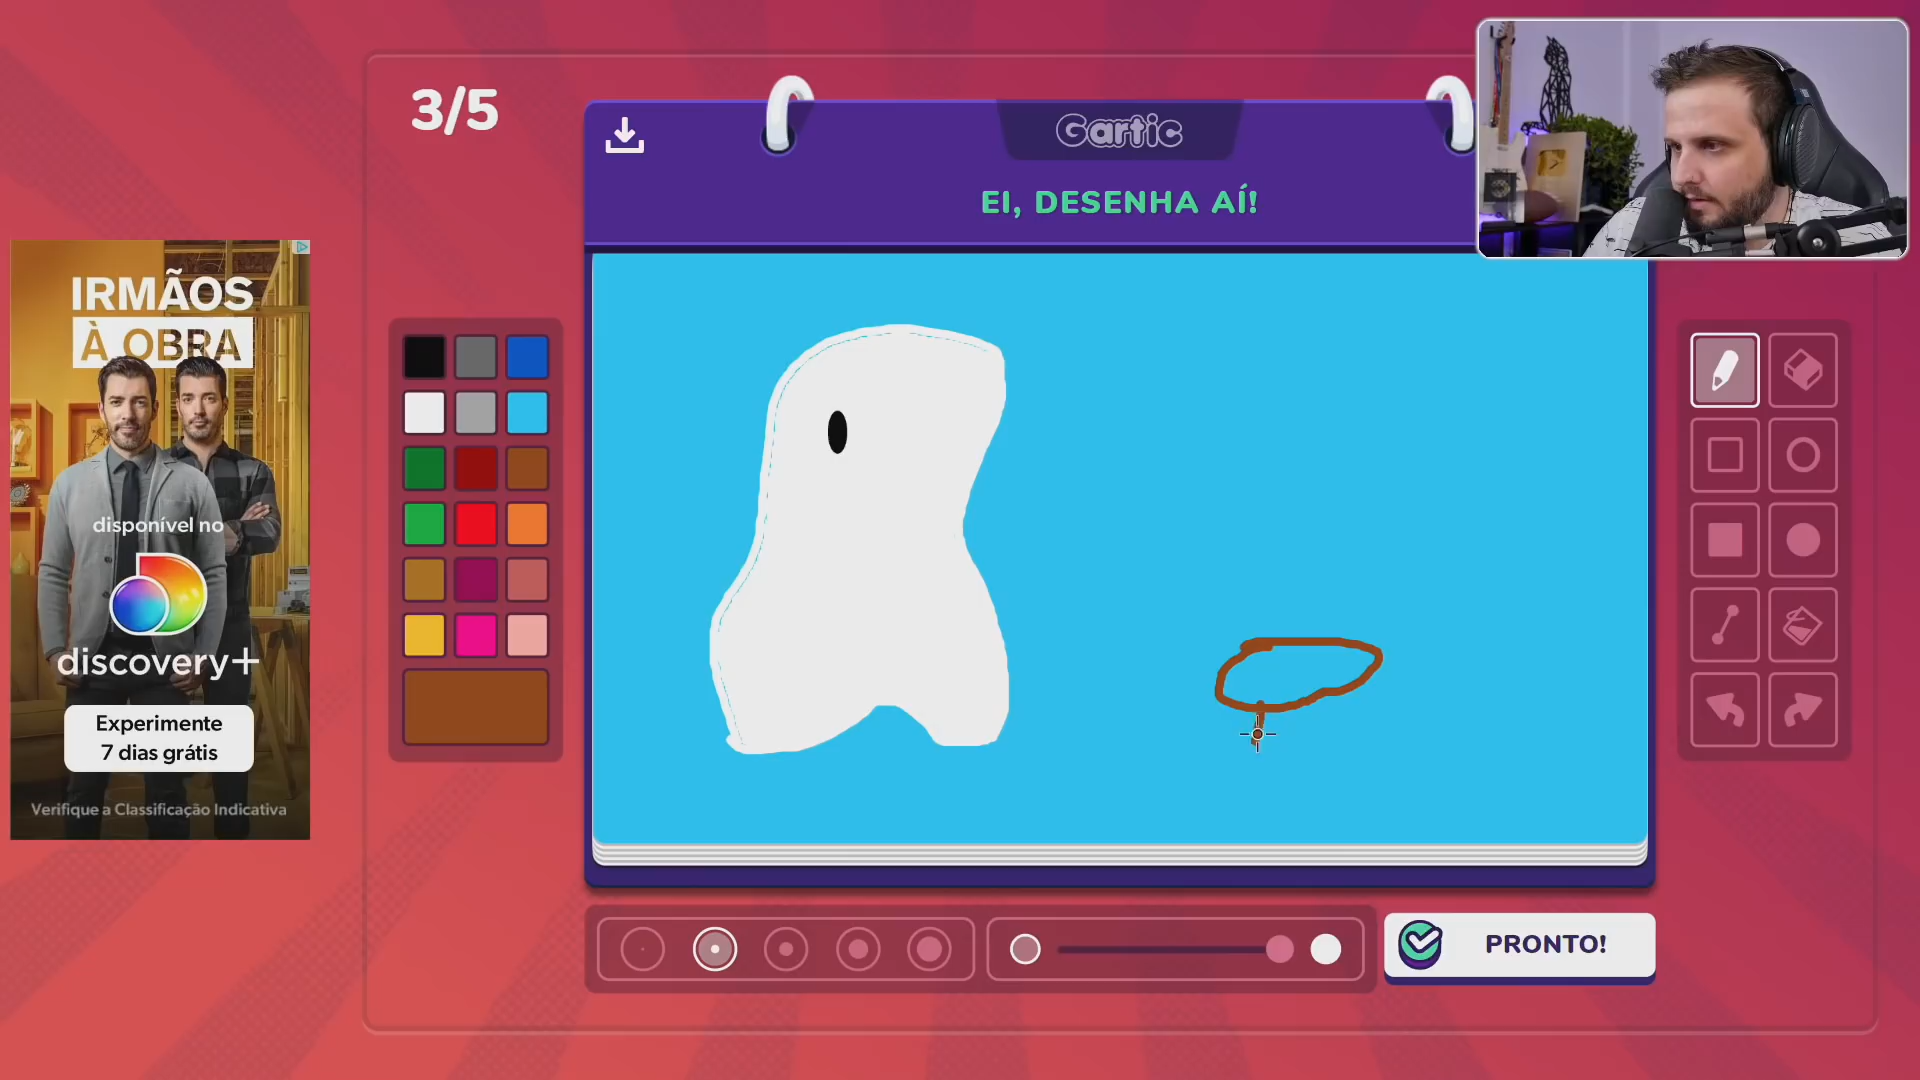 3/5
Gartic
EI, DESENHA AÍ!
IRMÃOS
À OBRA
disponível no
discovery+
Experimente
7 dias grátis
Verifique a Classificação Indicativa
PRONTO!